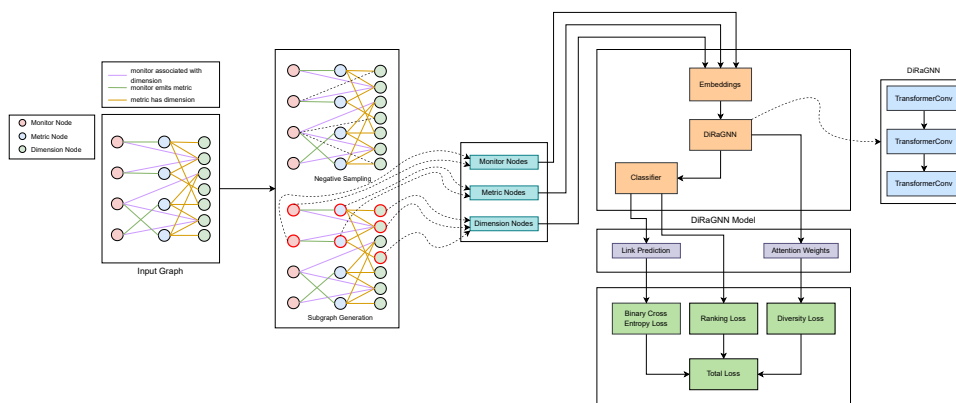 monitor associated with
dimension
monitor emits metric
metric has dimension
Monitor Node
Metric Node
Dimension Node
Input Graph
Negative Sampling
Subgraph Generation
Monitor Nodes
Metric Nodes
Dimension Nodes
Embeddings
DiRaGNN
Classifier
DiRaGNN Model
Link Prediction
Attention Weights
Binary Cross
Entropy Loss
Ranking Loss
Diversity Loss
Total Loss
DiRaGNN
TransformerConv
TransformerConv
TransformerConv